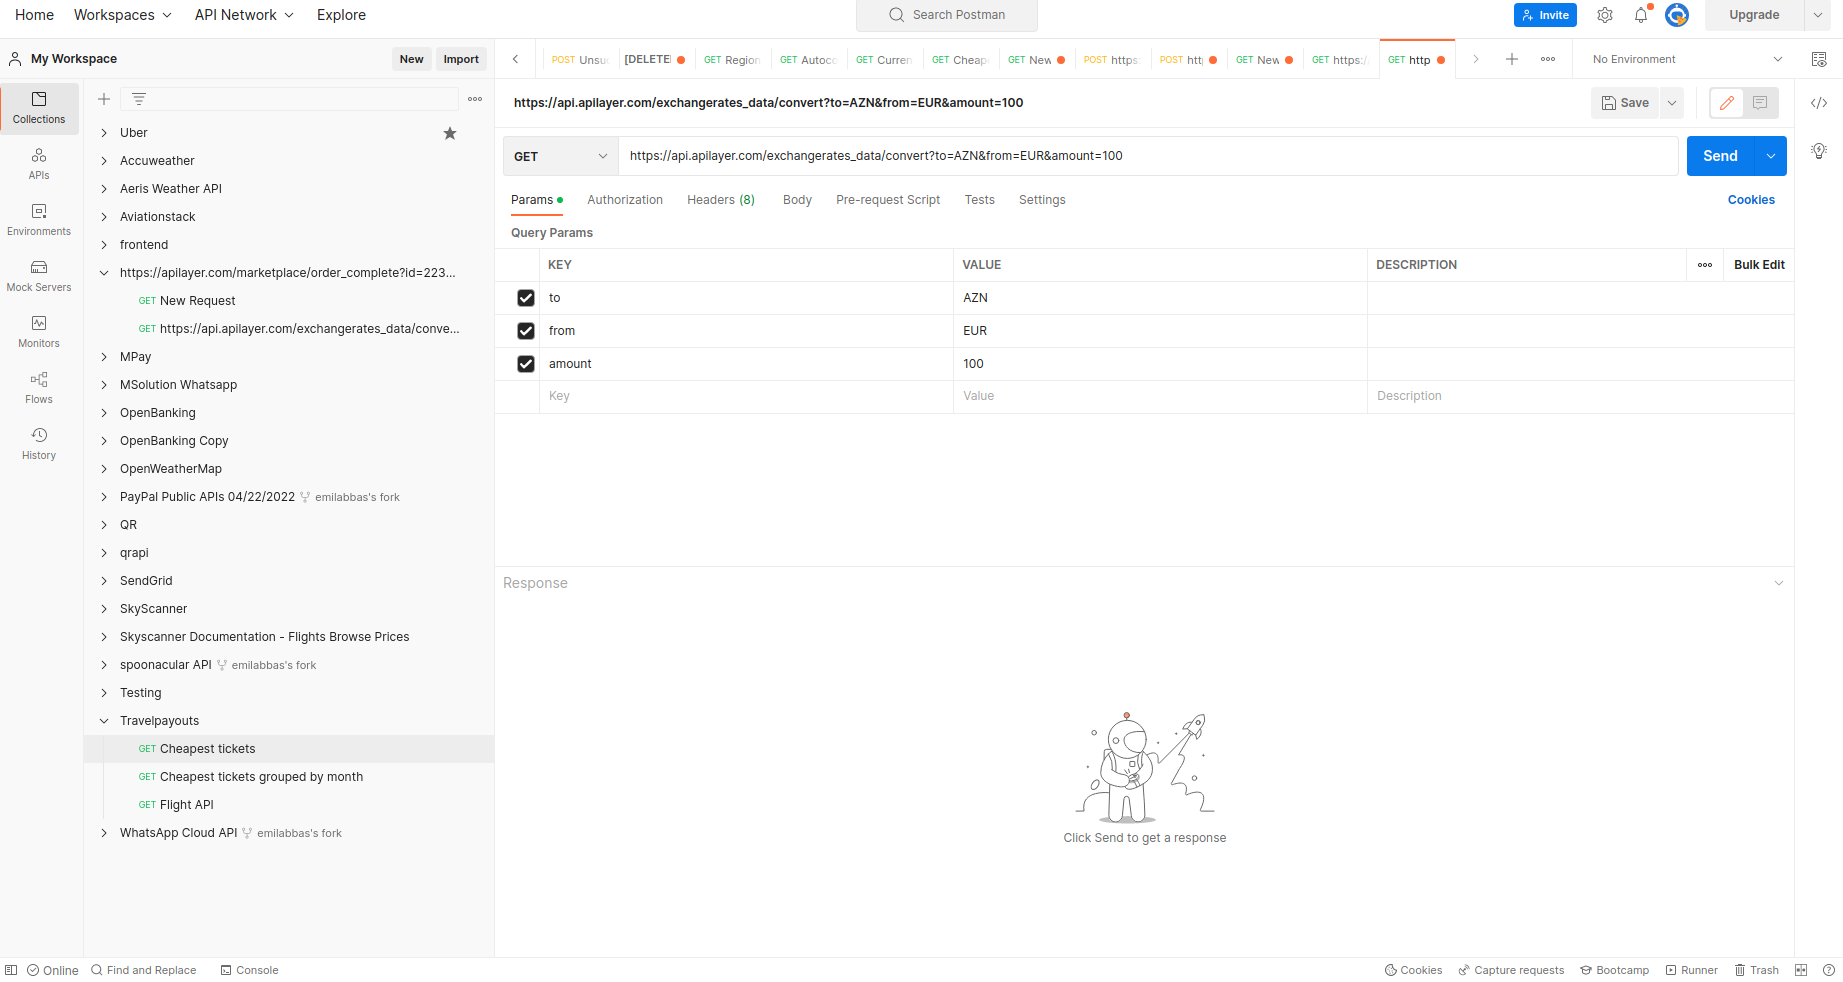 Home Workspaces API Network Explore Search Postman Invite Upgrade
My Workspace New Import
POST Unsu [DELETE GET Region GET Autoco GET Curren GET Cheap GET New POST https: POST htt GET New GET https:/ GET http No Environment
Collections
APIs
Environments
Mock Servers
Monitors
Flows
History
Uber
Accuweather
Aeris Weather API
Aviationstack
frontend
https://apilayer.com/marketplace/order_complete?id=223...
GET New Request
GET https://api.apilayer.com/exchangerates_data/conve...
MPay
MSolution Whatsapp
OpenBanking
OpenBanking Copy
OpenWeatherMap
PayPal Public APIs 04/22/2022 emilabbas's fork
QR
qrapi
SendGrid
SkyScanner
Skyscanner Documentation - Flights Browse Prices
spoonacular API emilabbas's fork
Testing
Travelpayouts
GET Cheapest tickets
GET Cheapest tickets grouped by month
GET Flight API
WhatsApp Cloud API emilabbas's fork
https://api.apilayer.com/exchangerates_data/convert?to=AZN&from=EUR&amount=100 Save
GET https://api.apilayer.com/exchangerates_data/convert?to=AZN&from=EUR&amount=100 Send
Params Authorization Headers (8) Body Pre-request Script Tests Settings Cookies
Query Params
KEY VALUE DESCRIPTION Bulk Edit
to AZN
from EUR
amount 100
Key Value Description
Response
Click Send to get a response
Online Find and Replace Console Cookies Capture requests Bootcamp Runner Trash